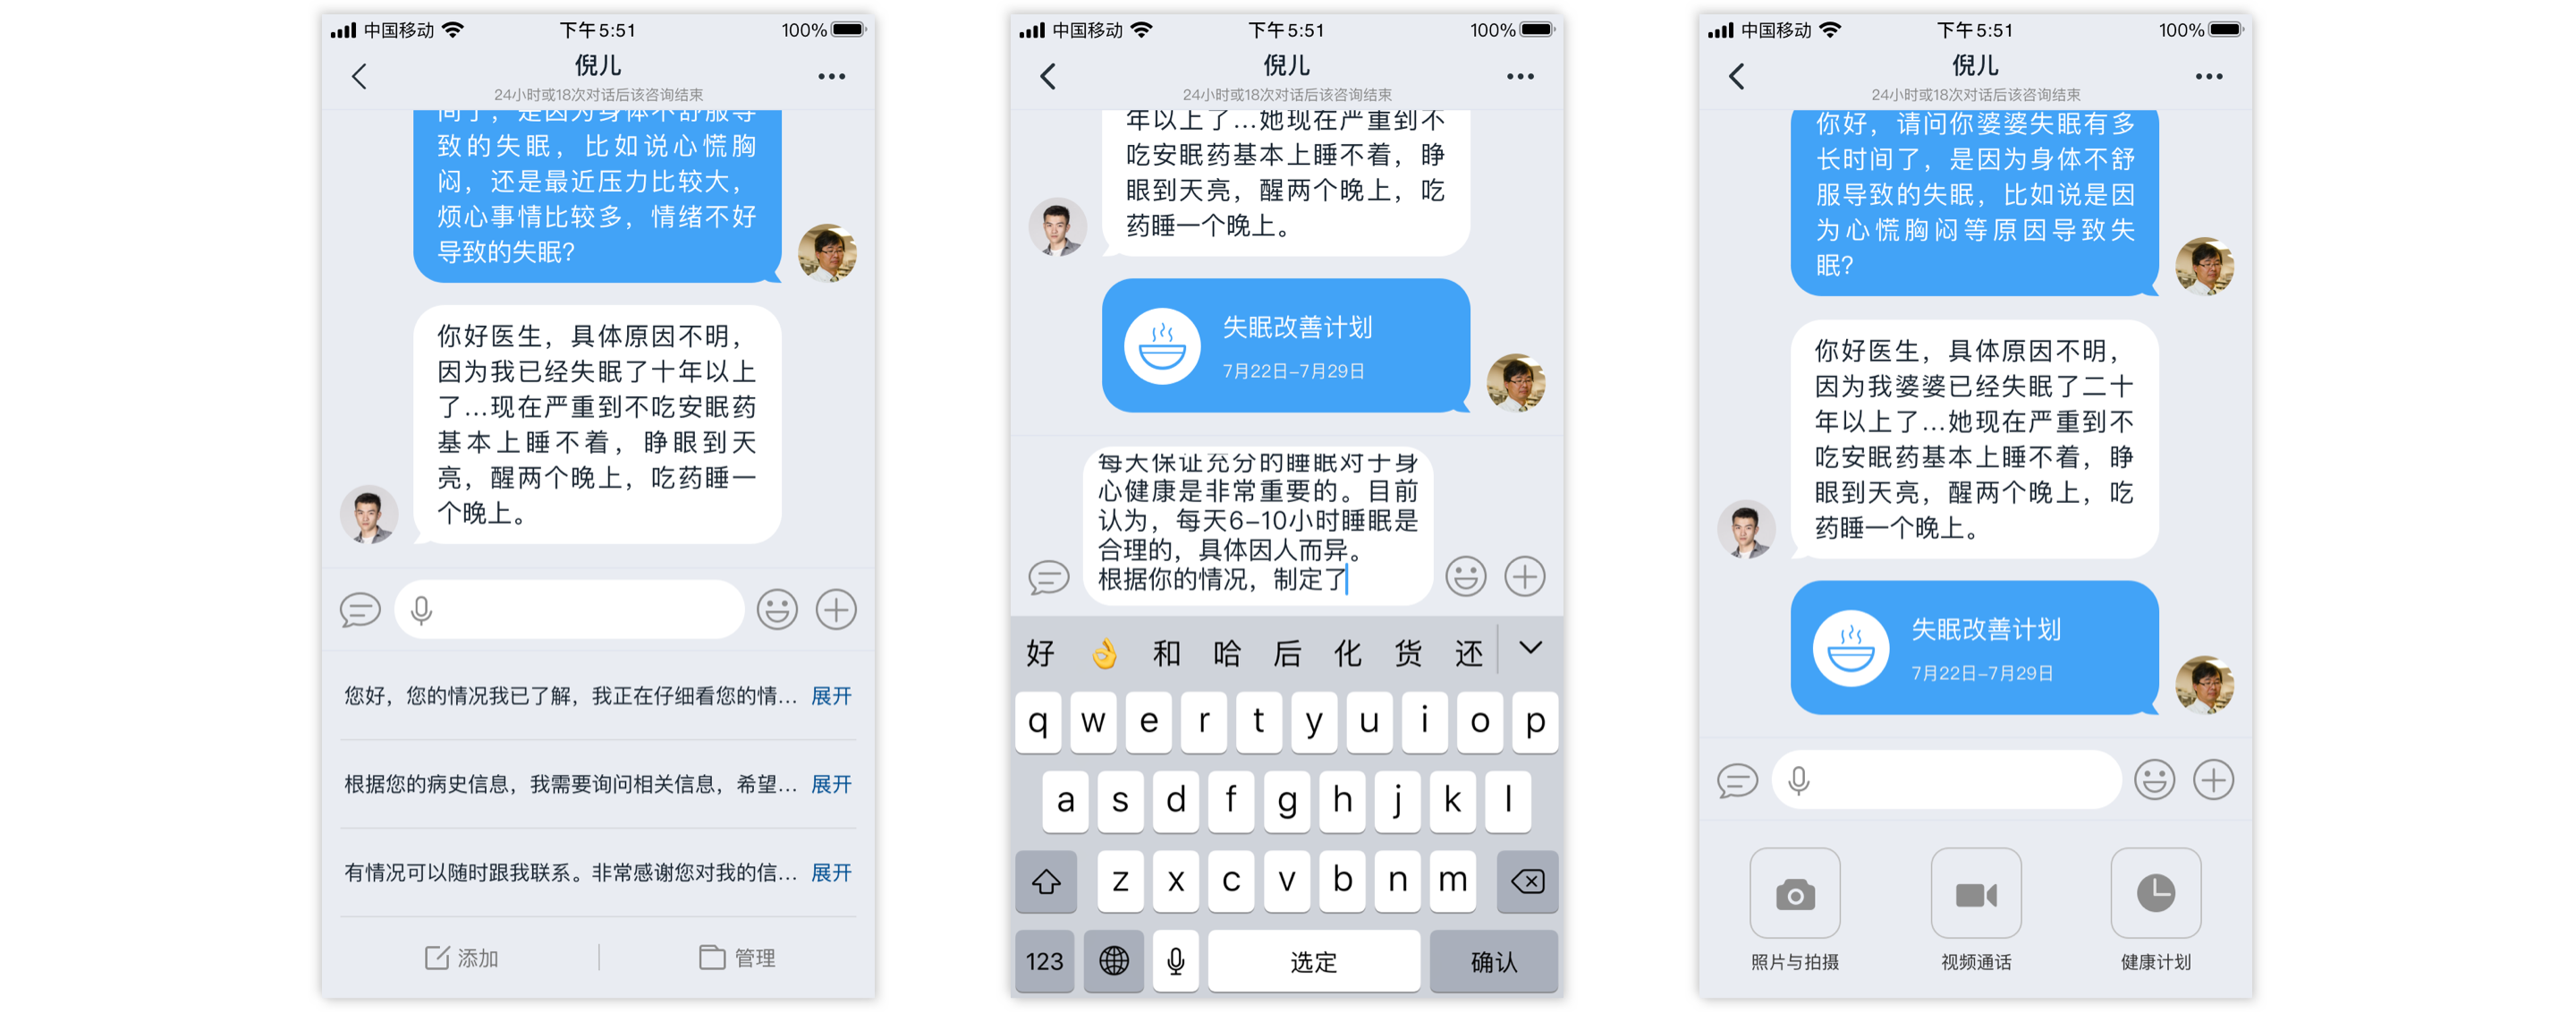 中国移动 下午5:51 100%
倪儿
24小时或18次对话后该咨询结束
间了，是因为身体不舒服导
致的失眠，比如说心慌胸
闷，还是最近压力比较大，
烦心事情比较多，情绪不好
导致的失眠?
你好医生，具体原因不明，
因为我已经失眠了十年以上
了...现在严重到不吃安眠药
基本上睡不着，睁眼到天
亮，醒两个晚上，吃药睡一
个晚上。
您好，您的情况我已了解，我正在仔细看您的情... 展开
根据您的病史信息，我需要询问相关信息，希望... 展开
有情况可以随时跟我联系。非常感谢您对我的信... 展开
添加 管理
中国移动 下午5:51 100%
倪儿
24小时或18次对话后该咨询结束
年以上了...她现在严重到不
吃安眠药基本上睡不着，睁
眼到天亮，醒两个晚上，吃
药睡一个晚上。
失眠改善计划
7月22日-7月29日
每天保证充分的睡眠对于身
心健康是非常重要的。目前
认为，每天6-10小时睡眠是
合理的，具体因人而异。
根据你的情况，制定了
好 👌 和 哈 后 化 货 还
q w e r t y u i o p
a s d f g h j k l
z x c v b n m
123 选定 确认
中国移动 下午5:51 100%
倪儿
24小时或18次对话后该咨询结束
你好，请问你婆婆失眠有多
长时间了，是因为身体不舒
服导致的失眠，比如说是因
为心慌胸闷等原因导致失
眠?
你好医生，具体原因不明，
因为我婆婆已经失眠了二十
年以上了...她现在严重到不
吃安眠药基本上睡不着，睁
眼到天亮，醒两个晚上，吃
药睡一个晚上。
失眠改善计划
7月22日-7月29日
照片与拍摄 视频通话 健康计划